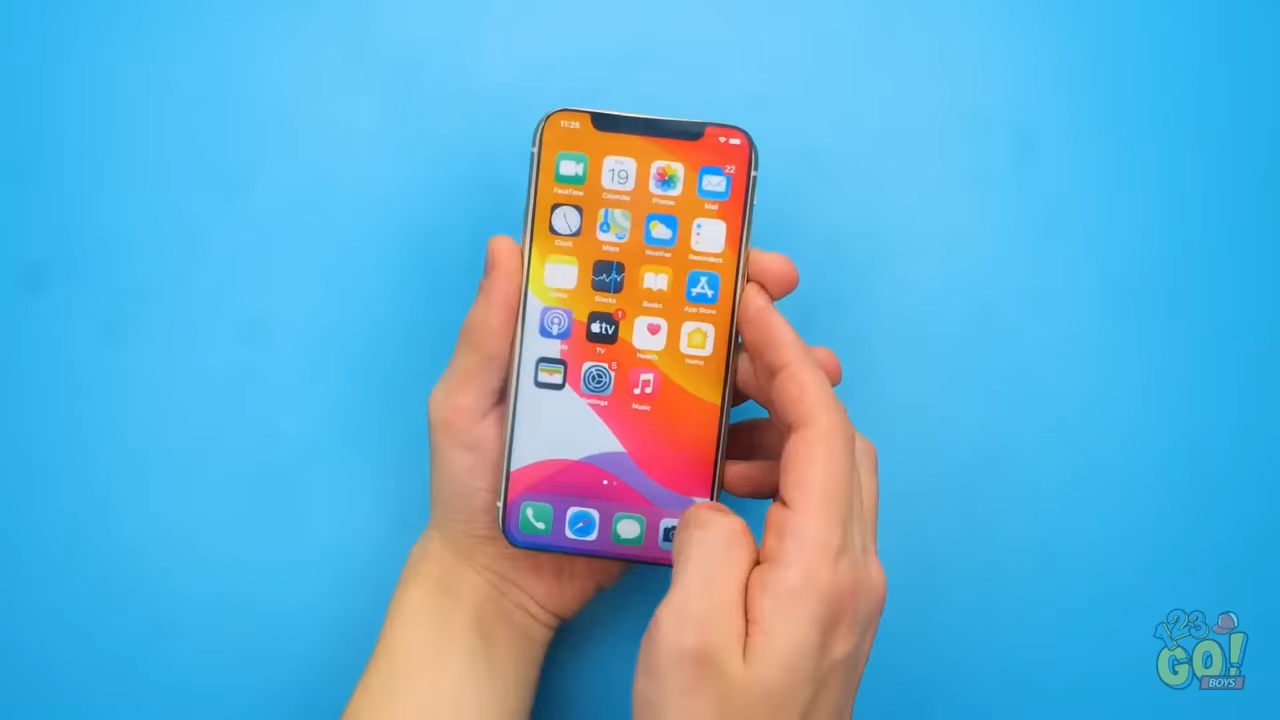 11:25
FaceTime
19
Calendar
Photos
22
Mail
Clock
Maps
Weather
Reminders
Stocks
Books
App Store
tv
1
TV
Health
Home
5
Settings
Music
123
GO!
BOYS